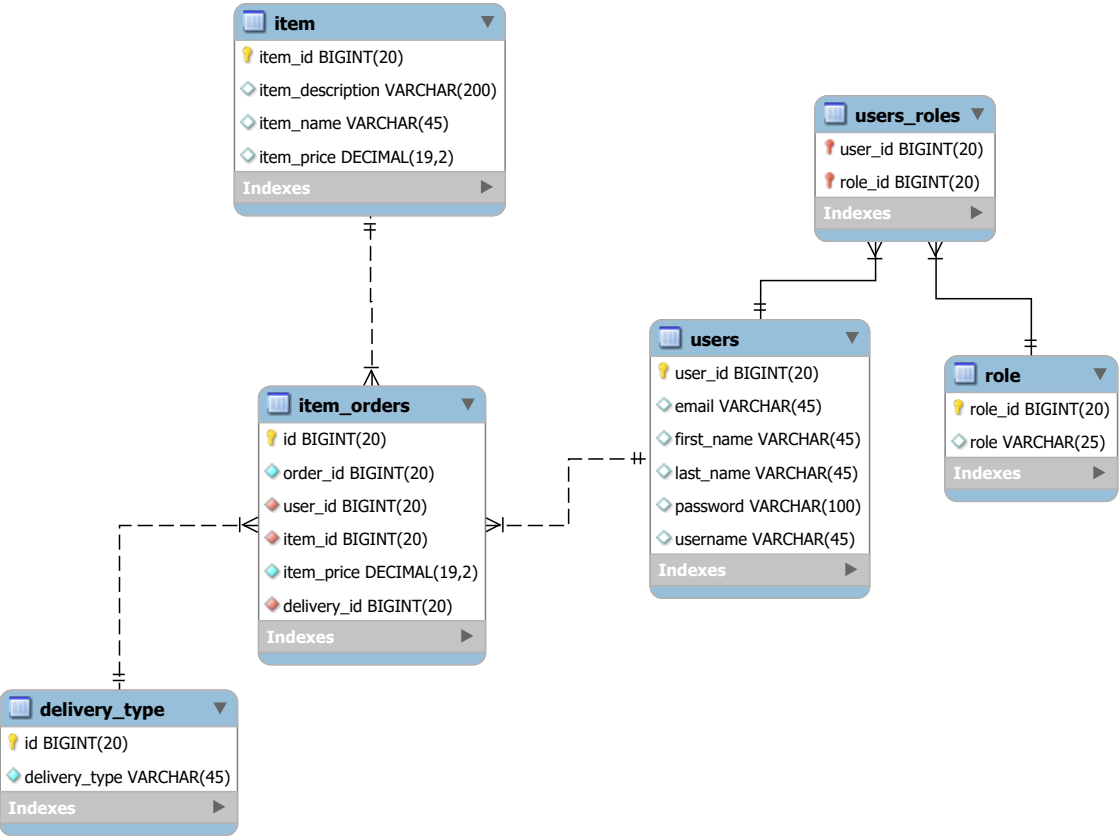 item
item_id BIGINT(20)
item_description VARCHAR(200)
item_name VARCHAR(45)
item_price DECIMAL(19,2)
Indexes
users_roles
user_id BIGINT(20)
role_id BIGINT(20)
Indexes
users
user_id BIGINT(20)
email VARCHAR(45)
first_name VARCHAR(45)
last_name VARCHAR(45)
password VARCHAR(100)
username VARCHAR(45)
Indexes
role
role_id BIGINT(20)
role VARCHAR(25)
Indexes
item_orders
id BIGINT(20)
order_id BIGINT(20)
user_id BIGINT(20)
item_id BIGINT(20)
item_price DECIMAL(19,2)
delivery_id BIGINT(20)
Indexes
delivery_type
id BIGINT(20)
delivery_type VARCHAR(45)
Indexes